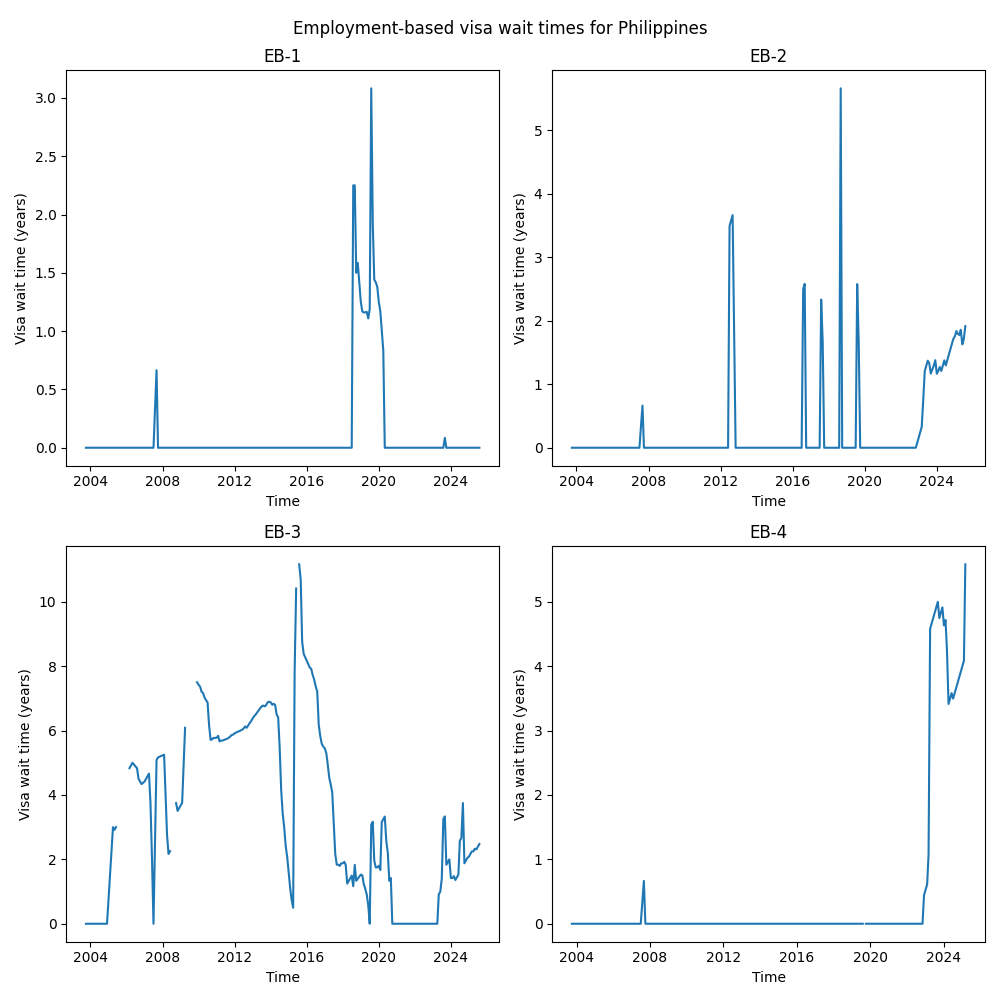 Employment-based visa wait times for Philippines
EB-1
Visa wait time (years)
3.0
2.5
2.0
1.5
1.0
0.5
0.0
2004 2008 2012 2016 2020 2024
Time
EB-2
Visa wait time (years)
5
4
3
2
1
0
2004 2008 2012 2016 2020 2024
Time
EB-3
Visa wait time (years)
10
8
6
4
2
0
2004 2008 2012 2016 2020 2024
Time
EB-4
Visa wait time (years)
5
4
3
2
1
0
2004 2008 2012 2016 2020 2024
Time